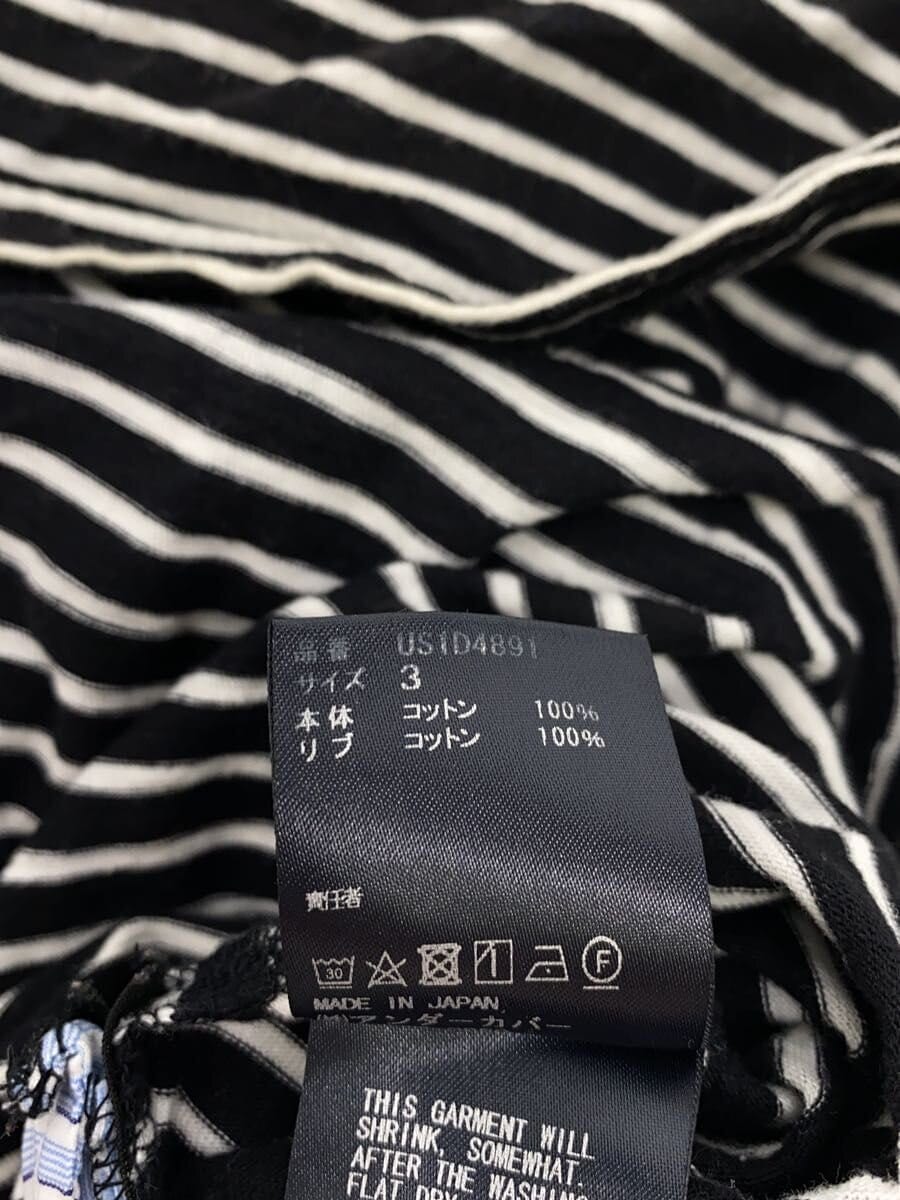 品番 US1D4891
サイズ 3
本体 コットン 100%
リブ コットン 100%
責任者
30
F
MADE IN JAPAN
(株)アンダーカバー
THIS GARMENT WILL
SHRINK, SOMEWHAT.
AFTER THE WASHING
FLAT DRY